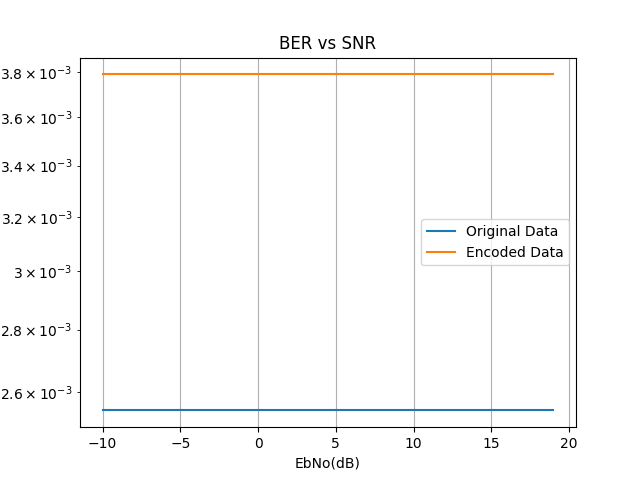 BER vs SNR
3.8 × 10⁻³
3.6 × 10⁻³
3.4 × 10⁻³
3.2 × 10⁻³
3 × 10⁻³
2.8 × 10⁻³
2.6 × 10⁻³
Original Data
Encoded Data
−10 −5 0 5 10 15 20
EbNo(dB)